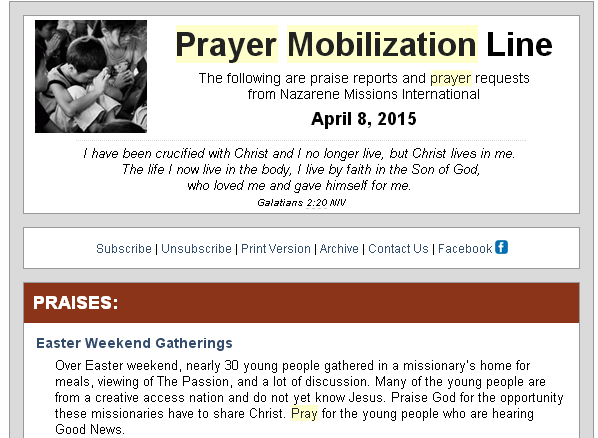 Prayer Mobilization Line
The following are praise reports and prayer requests
from Nazarene Missions International
April 8, 2015
I have been crucified with Christ and I no longer live, but Christ lives in me.
The life I now live in the body, I live by faith in the Son of God,
who loved me and gave himself for me.
Galatians 2:20 NIV
Subscribe | Unsubscribe | Print Version | Archive | Contact Us | Facebook f
PRAISES:
Easter Weekend Gatherings
Over Easter weekend, nearly 30 young people gathered in a missionary's home for
meals, viewing of The Passion, and a lot of discussion. Many of the young people are
from a creative access nation and do not yet know Jesus. Praise God for the opportunity
these missionaries have to share Christ. Pray for the young people who are hearing
Good News.